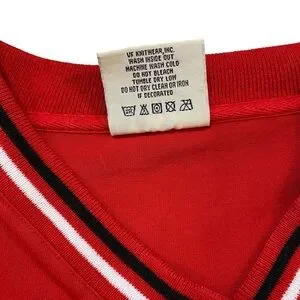 VF KNITWEAR, INC.
WASH INSIDE OUT
MACHINE WASH COLD
DO NOT BLEACH
TUMBLE DRY LOW
DO NOT DRY CLEAN OR IRON
IF DECORATED